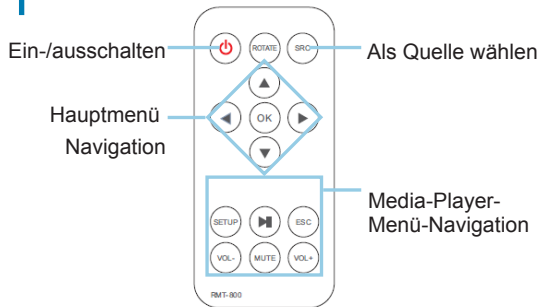 Ein-/ausschalten
ROTATE
SRC
Als Quelle wählen
Hauptmenü
Navigation
OK
Media-Player-
Menü-Navigation
SETUP
ESC
VOL-
MUTE
VOL+
RMT-800